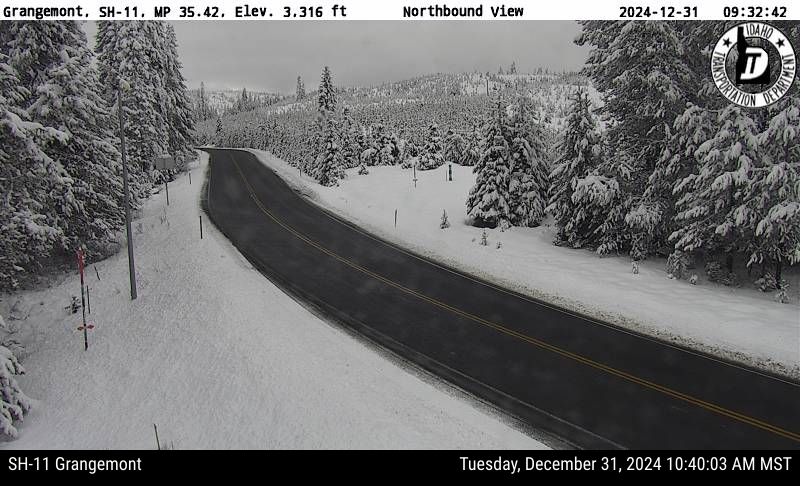 Grangemont, SH-11, MP 35.42, Elev. 3,316 ft Northbound View 2024-12-31 09:32:42
IDAHO
TRANSPORTATION DEPARTMENT
SH-11 Grangemont Tuesday, December 31, 2024 10:40:03 AM MST